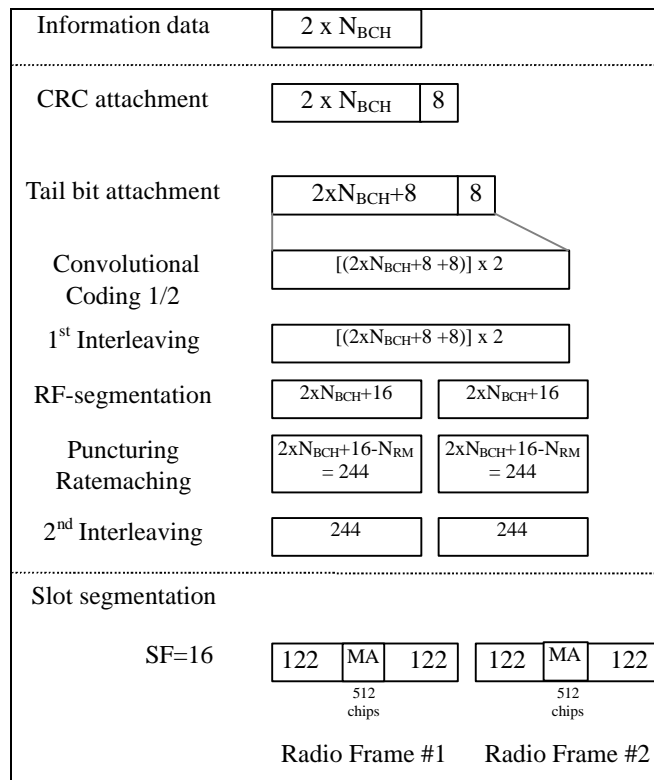 Information data 2 x N_BCH
CRC attachment 2 x N_BCH 8
Tail bit attachment 2xN_BCH+8 8
Convolutional
Coding 1/2
[(2xN_BCH+8 +8)] x 2
1st Interleaving [(2xN_BCH+8 +8)] x 2
RF-segmentation 2xN_BCH+16 2xN_BCH+16
Puncturing
Ratemaching
2xN_BCH+16-N_RM 2xN_BCH+16-N_RM
= 244 = 244
2nd Interleaving 244 244
Slot segmentation
SF=16 122 MA 122 122 MA 122
512 512
chips chips
Radio Frame #1 Radio Frame #2